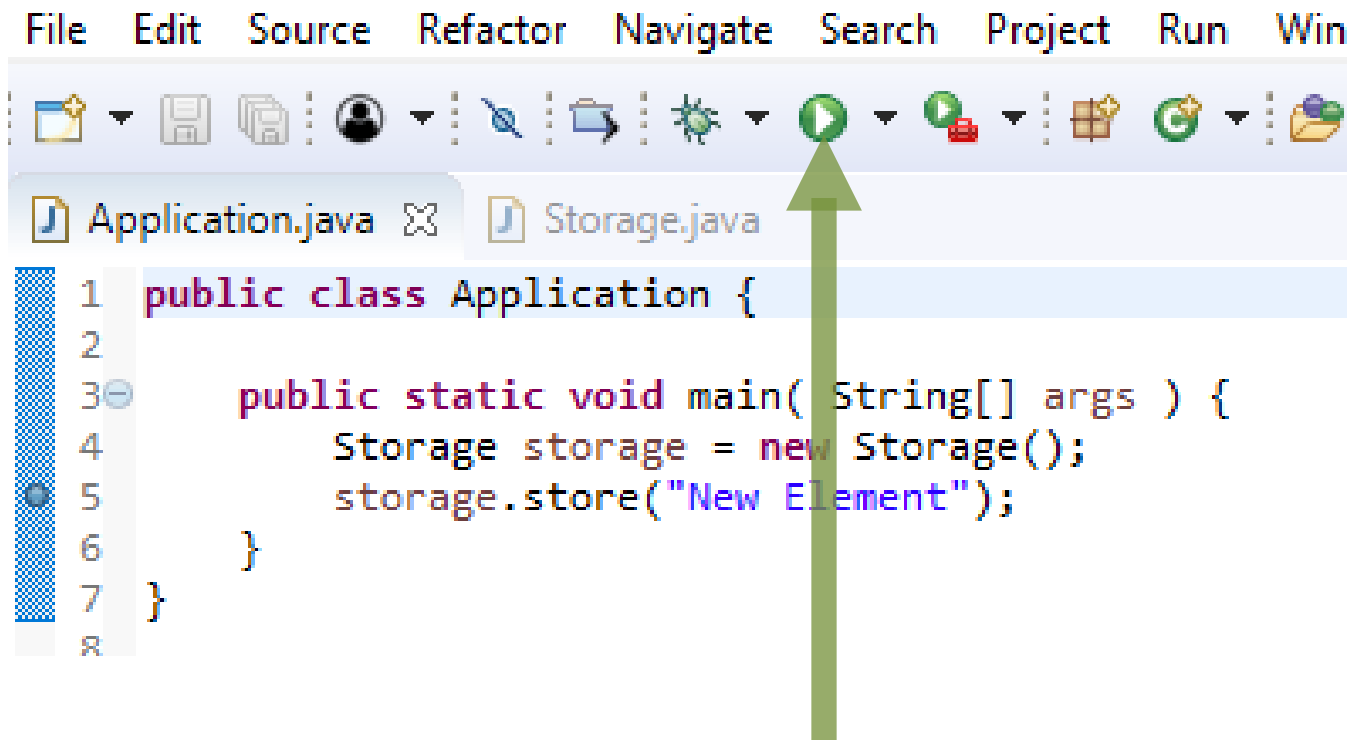 File Edit Source Refactor Navigate Search Project Run Win
Application.java Storage.java
1 public class Application {
2
3 public static void main( String[] args ) {
4 Storage storage = new Storage();
5 storage.store("New Element");
6 }
7 }
8